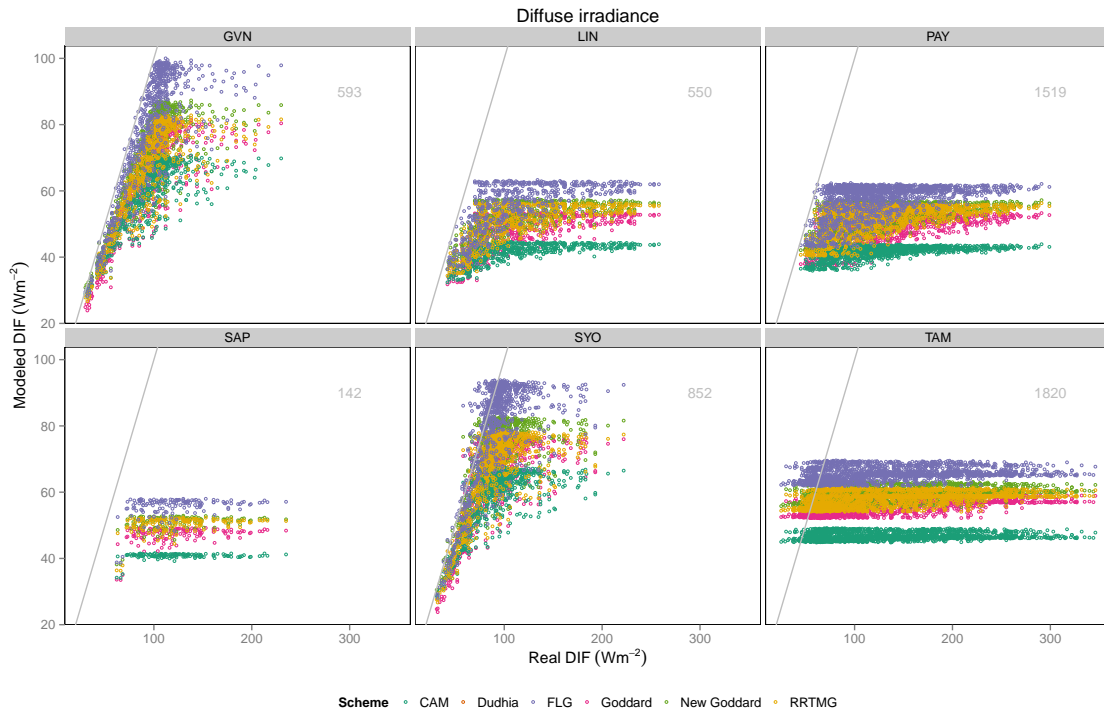 Diffuse irradiance
GVN LIN PAY
100
80
60
40
20
593 550 1519
SAP SYO TAM
100
80
60
40
20
142 852 1820
100 200 300 100 200 300 100 200 300
Modeled DIF (Wm⁻²)
Real DIF (Wm⁻²)
Scheme CAM Dudhia FLG Goddard New Goddard RRTMG